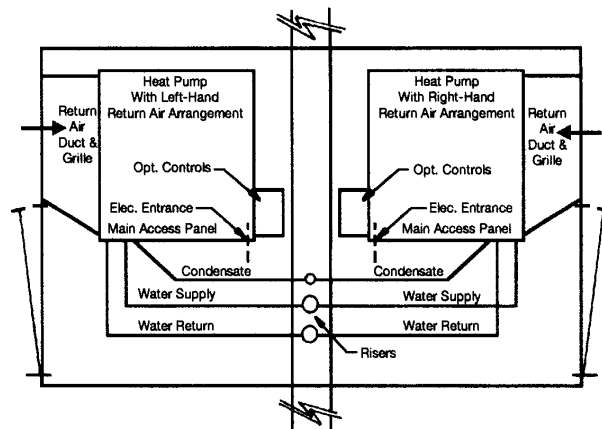 Heat Pump
With Left-Hand
Return Air Arrangement
Return
Air
Duct &
Grille
Opt. Controls
Elec. Entrance
Main Access Panel
Heat Pump
With Right-Hand
Return Air Arrangement
Return
Air
Duct &
Grille
Opt. Controls
Elec. Entrance
Main Access Panel
Condensate
Condensate
Water Supply
Water Supply
Water Return
Water Return
Risers